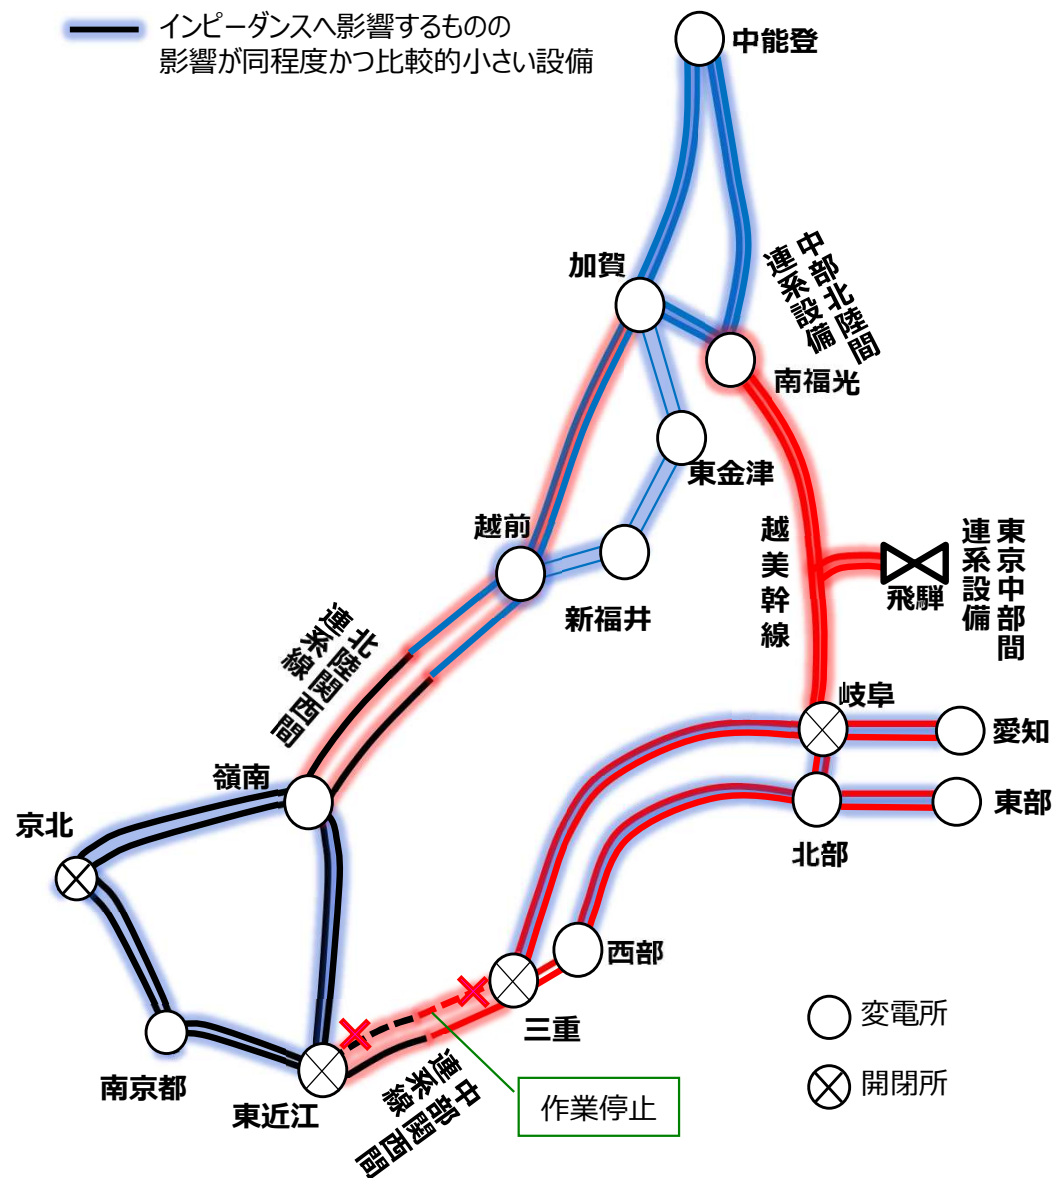 インピーダンスへ影響するものの
影響が同程度かつ比較的小さい設備
中能登
加賀
中部北陸間
連系設備
南福光
東金津
越前
新福井
越美幹線
飛騨
東京中部間
連系設備
北陸関西間
連系線
岐阜
愛知
嶺南
京北
東部
北部
西部
三重
南京都
東近江
中部関西間
連系線
作業停止
変電所
開閉所